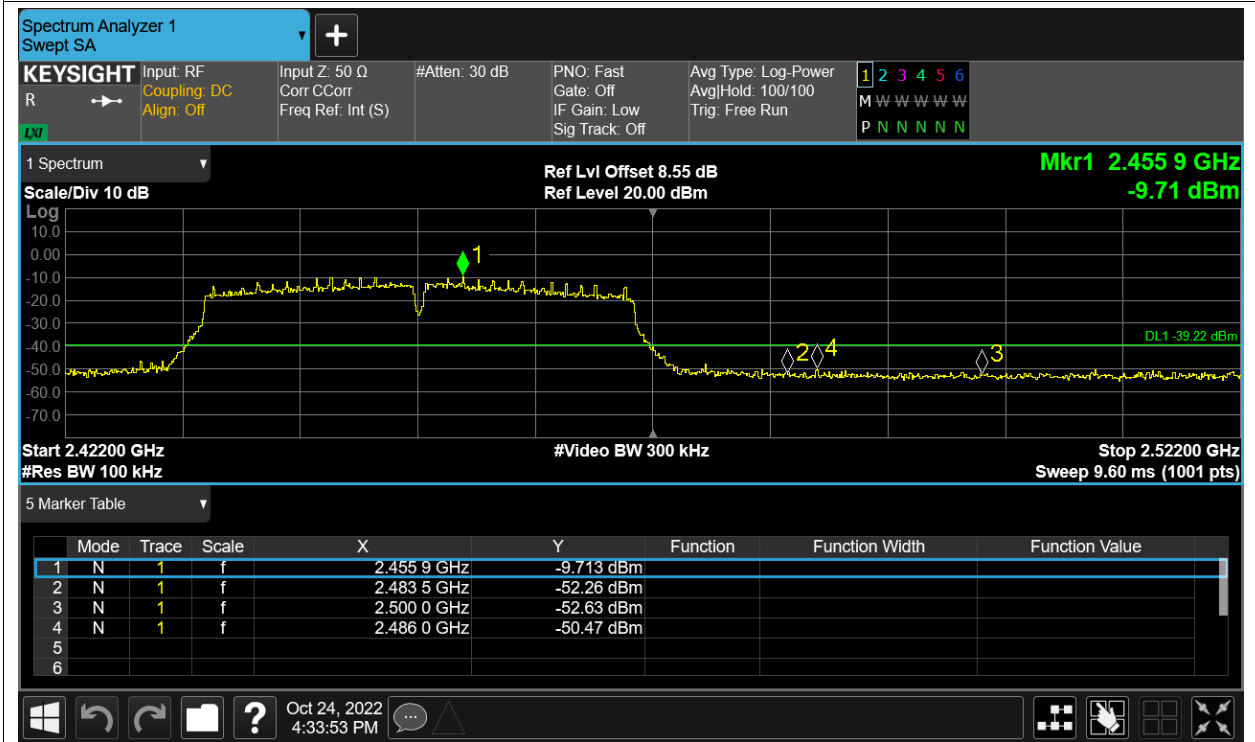 Spectrum Analyzer 1
Swept SA
+
KEYSIGHT
R
LXI
Input: RF
Coupling: DC
Align: Off
Input Z: 50 Ω
Corr CCorr
Freq Ref: Int (S)
#Atten: 30 dB
PNO: Fast
Gate: Off
IF Gain: Low
Sig Track: Off
Avg Type: Log-Power
Avg|Hold: 100/100
Trig: Free Run
1 2 3 4 5 6
M W W W W W
P N N N N N
1 Spectrum
Scale/Div 10 dB
Ref Lvl Offset 8.55 dB
Ref Level 20.00 dBm
Mkr1 2.455 9 GHz
-9.71 dBm
Log
10.0
0.00
-10.0
-20.0
-30.0
-40.0
-50.0
-60.0
-70.0
1
DL1 -39.22 dBm
2 4 3
Start 2.42200 GHz
#Res BW 100 kHz
#Video BW 300 kHz
Stop 2.52200 GHz
Sweep 9.60 ms (1001 pts)
5 Marker Table
Mode Trace Scale X Y Function Function Width Function Value
1 N 1 f 2.455 9 GHz -9.713 dBm
2 N 1 f 2.483 5 GHz -52.26 dBm
3 N 1 f 2.500 0 GHz -52.63 dBm
4 N 1 f 2.486 0 GHz -50.47 dBm
5
6
?
Oct 24, 2022
4:33:53 PM